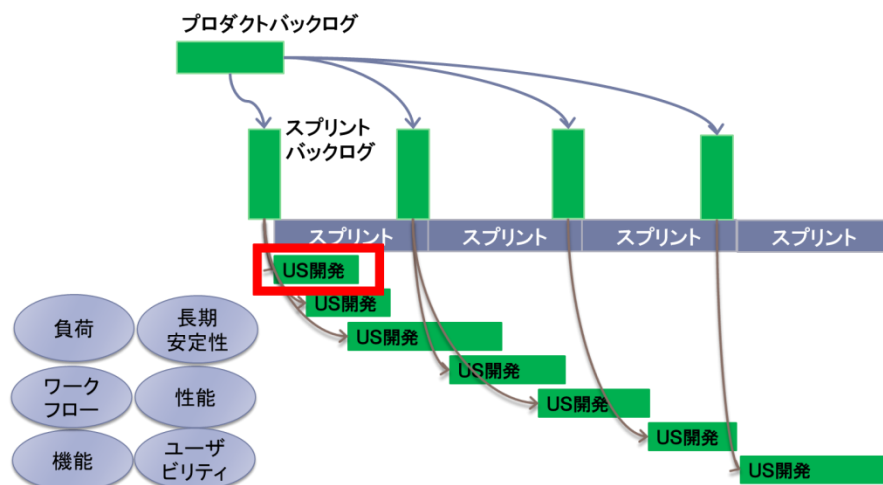 プロダクトバックログ
スプリント
バックログ
スプリント
スプリント
スプリント
スプリント
US開発
US開発
US開発
US開発
US開発
US開発
US開発
負荷
長期
安定性
ワーク
フロー
性能
機能
ユーザ
ビリティ